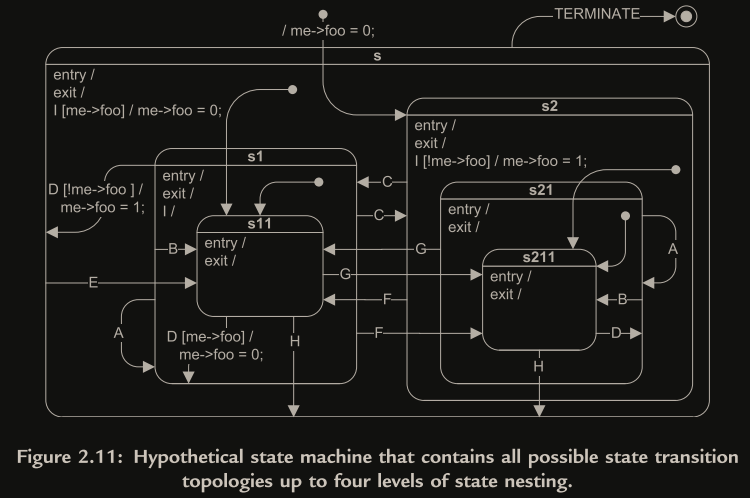 TERMINATE
/ me->foo = 0;
s
entry /
exit /
I [me->foo] / me->foo = 0;
s2
entry /
exit /
I [!me->foo] / me->foo = 1;
s1
entry /
exit /
I /
D [!me->foo ] /
me->foo = 1;
C
C
s21
entry /
exit /
s11
entry /
exit /
B
G
A
s211
entry /
exit /
G
E
F
B
A
F
D
D [me->foo] /
me->foo = 0;
H
H
Figure 2.11: Hypothetical state machine that contains all possible state transition
topologies up to four levels of state nesting.